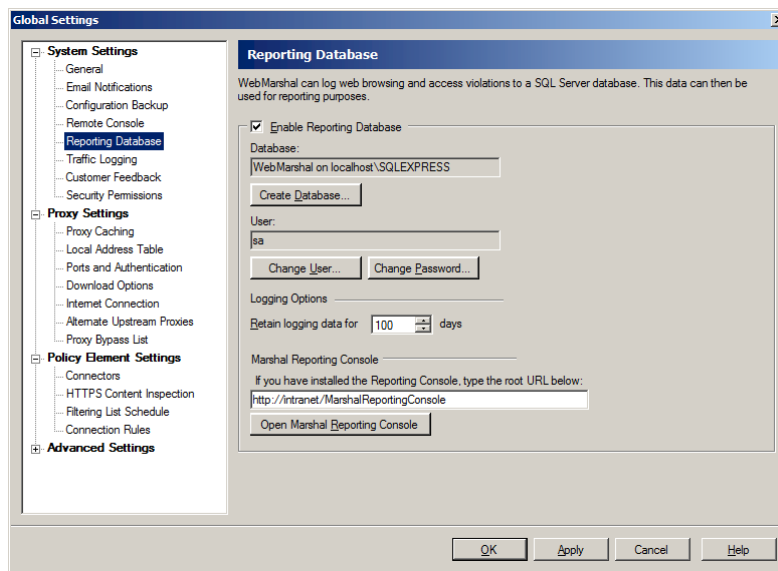 Global Settings
System Settings
General
Email Notifications
Configuration Backup
Remote Console
Reporting Database
Traffic Logging
Customer Feedback
Security Permissions
Proxy Settings
Proxy Caching
Local Address Table
Ports and Authentication
Download Options
Internet Connection
Alternate Upstream Proxies
Proxy Bypass List
Policy Element Settings
Connectors
HTTPS Content Inspection
Filtering List Schedule
Connection Rules
Advanced Settings
Reporting Database
WebMarshal can log web browsing and access violations to a SQL Server database. This data can then be
used for reporting purposes.
Enable Reporting Database
Database:
WebMarshal on localhost\SQLEXPRESS
Create Database...
User:
sa
Change User... Change Password...
Logging Options
Retain logging data for 100 days
Marshal Reporting Console
If you have installed the Reporting Console, type the root URL below:
http://intranet/MarshalReportingConsole
Open Marshal Reporting Console
OK Apply Cancel Help